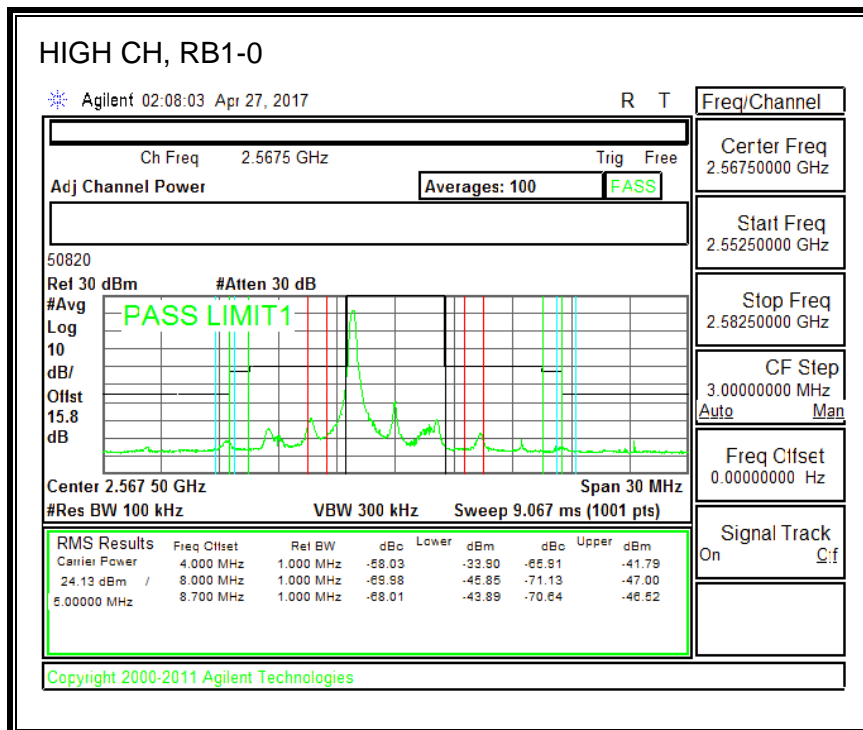 HIGH CH, RB1-0
Agilent 02:08:03 Apr 27, 2017 R T
Freq/Channel
Ch Freq 2.5675 GHz Trig Free
Adj Channel Power Averages: 100 PASS
50820
Ref 30 dBm #Atten 30 dB
#Avg
Log
10
dB/
Offst
15.8
dB
PASS LIMIT1
Center 2.567 50 GHz Span 30 MHz
#Res BW 100 kHz VBW 300 kHz Sweep 9.067 ms (1001 pts)
RMS Results Freq Offset Ref BW dBc Lower dBm dBc Upper dBm
Carrier Power 4.000 MHz 1.000 MHz -58.03 -33.90 -65.91 -41.79
24.13 dBm / 8.000 MHz 1.000 MHz -69.98 -45.85 -71.13 -47.00
5.00000 MHz 8.700 MHz 1.000 MHz -68.01 -43.89 -70.64 -46.52
Center Freq
2.56750000 GHz
Start Freq
2.55250000 GHz
Stop Freq
2.58250000 GHz
CF Step
3.00000000 MHz
Auto Man
Freq Offset
0.00000000 Hz
Signal Track
On Off
Copyright 2000-2011 Agilent Technologies